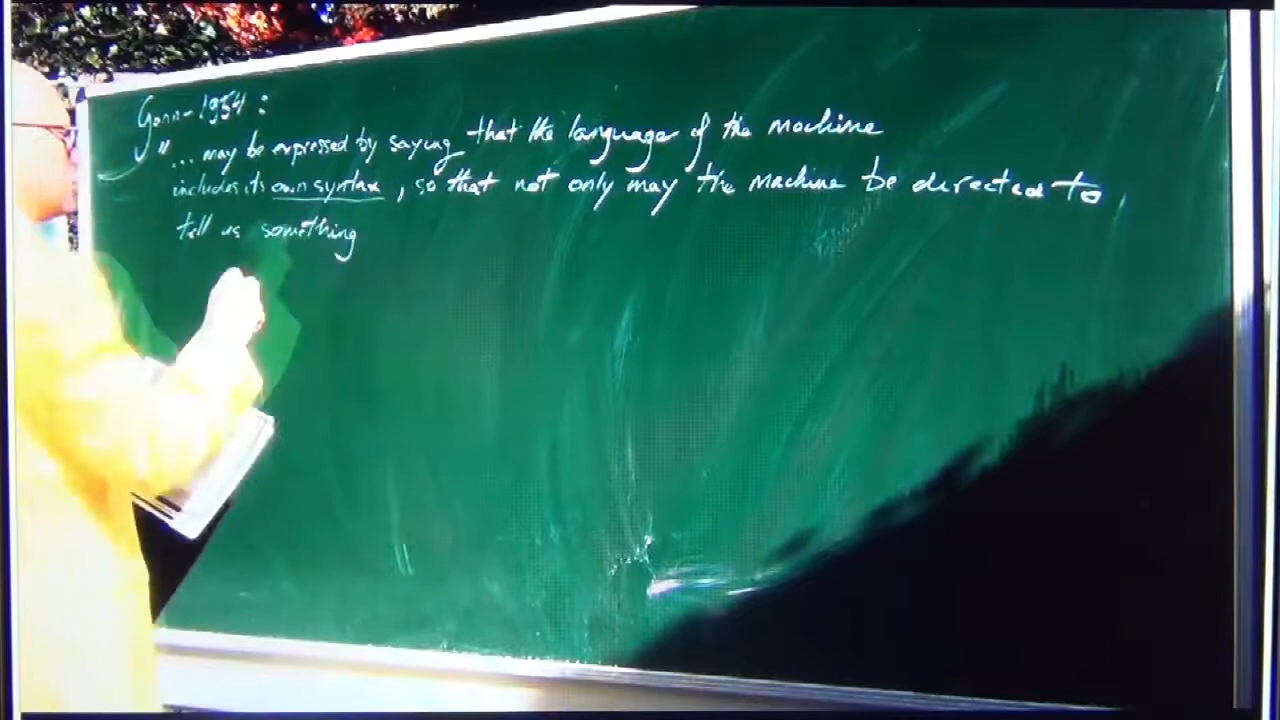 Gorn-1954:
"... may be expressed by saying that the language of the machine
includes its own syntax, so that not only may the machine be directed to
tell us something